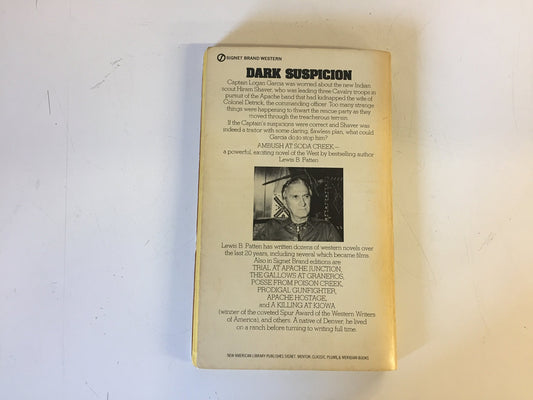 SIGNET BRAND WESTERN
DARK SUSPICION
Captain Logan Garcia was worried about the new Indian
scout Hiram Shaver, who was leading three Cavalry troops in
pursuit of the Apache band that had kidnapped the wife of
Colonel Detrick, the commanding officer. Too many strange
things were happening to thwart the rescue party as they
moved through the treacherous terrain.
If the Captain's suspicions were correct and Shaver was
indeed a traitor with some daring, flawless plan, what could
Garcia do to stop him?
AMBUSH AT SODA CREEK—
a powerful, exciting novel of the West by bestselling author
Lewis B. Patten
Lewis B. Patten has written dozens of western novels over
the last 20 years, including several which became films.
Also in Signet Brand editions are
TRIAL AT APACHE JUNCTION,
THE GALLOWS AT GRANEROS,
POSSE FROM POISON CREEK,
PRODIGAL GUNFIGHTER,
APACHE HOSTAGE,
and A KILLING AT KIOWA
(winner of the coveted Spur Award of the Western Writers
of America), and others. A native of Denver, he lived
on a ranch before turning to writing full time.
NEW AMERICAN LIBRARY PUBLISHES SIGNET, MENTOR, CLASSIC, PLUME & MERIDIAN BOOKS